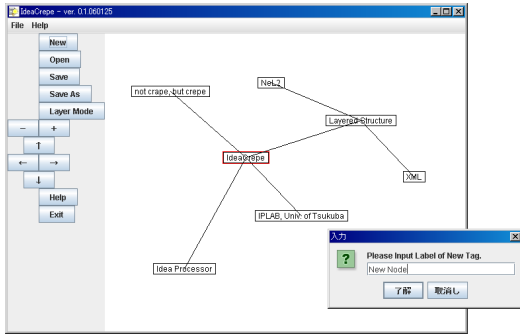 IdeaCrepe - ver. 0.1.060125
File Help
New
Open
Save
Save As
Layer Mode
- +
↑
← →
↓
Help
Exit
NeL2
not crape, but crepe
Layered Structure
IdeaCrepe
XML
IPLAB, Univ of Tsukuba
Idea Processor
入力
Please Input Label of New Tag.
New Node
了解 取消し